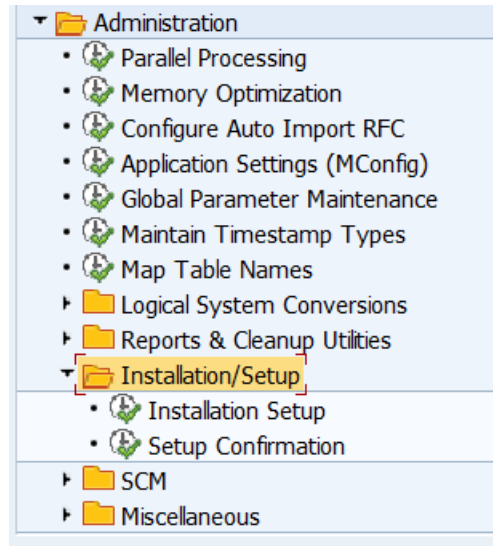 Administration
Parallel Processing
Memory Optimization
Configure Auto Import RFC
Application Settings (MConfig)
Global Parameter Maintenance
Maintain Timestamp Types
Map Table Names
Logical System Conversions
Reports & Cleanup Utilities
Installation/Setup
Installation Setup
Setup Confirmation
SCM
Miscellaneous